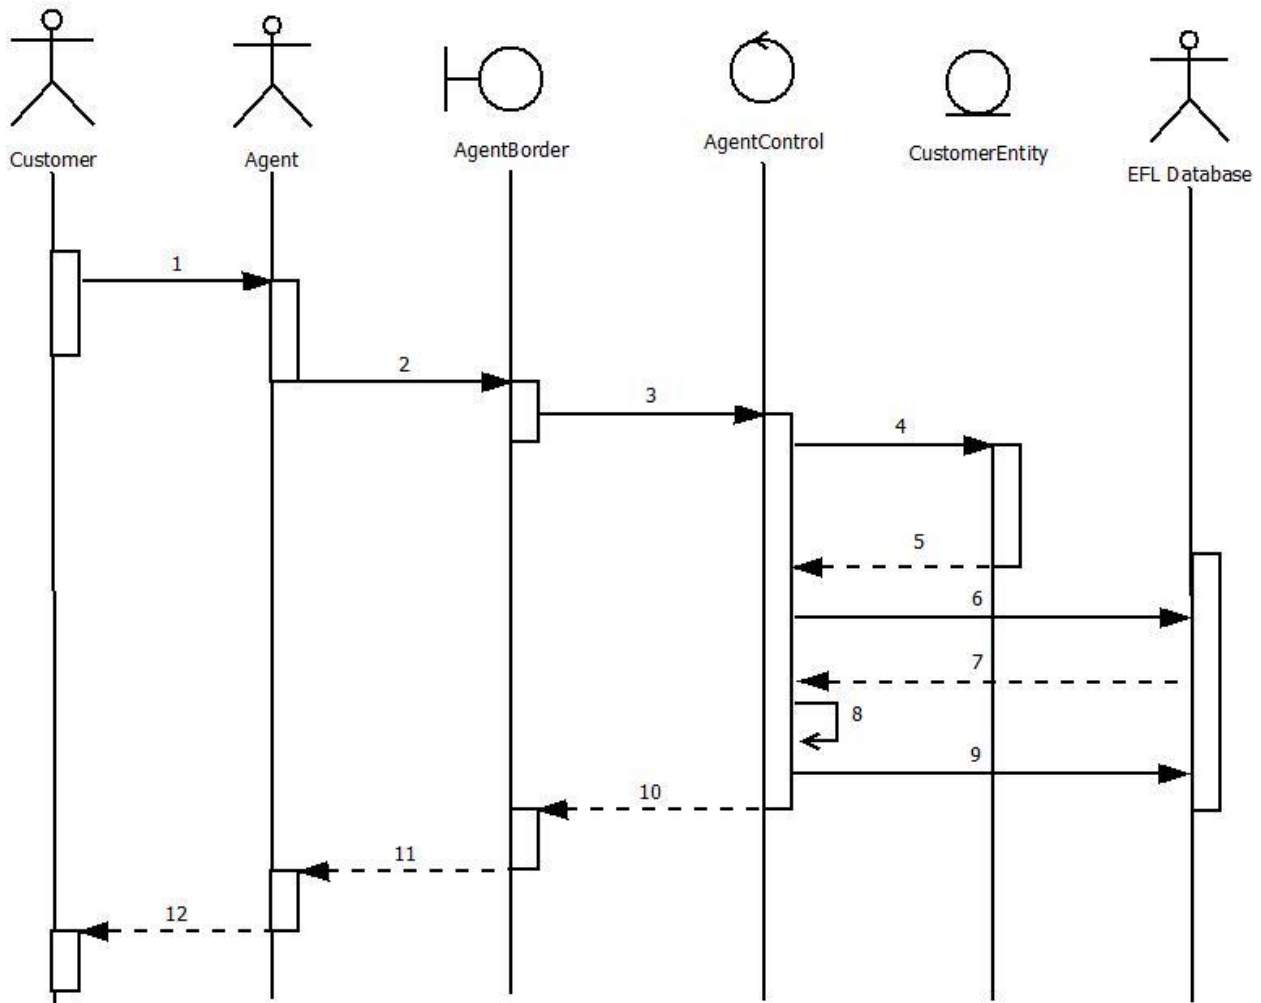 Customer
Agent
AgentBorder
AgentControl
CustomerEntity
EFL Database
1
2
3
4
5
6
7
8
9
10
11
12